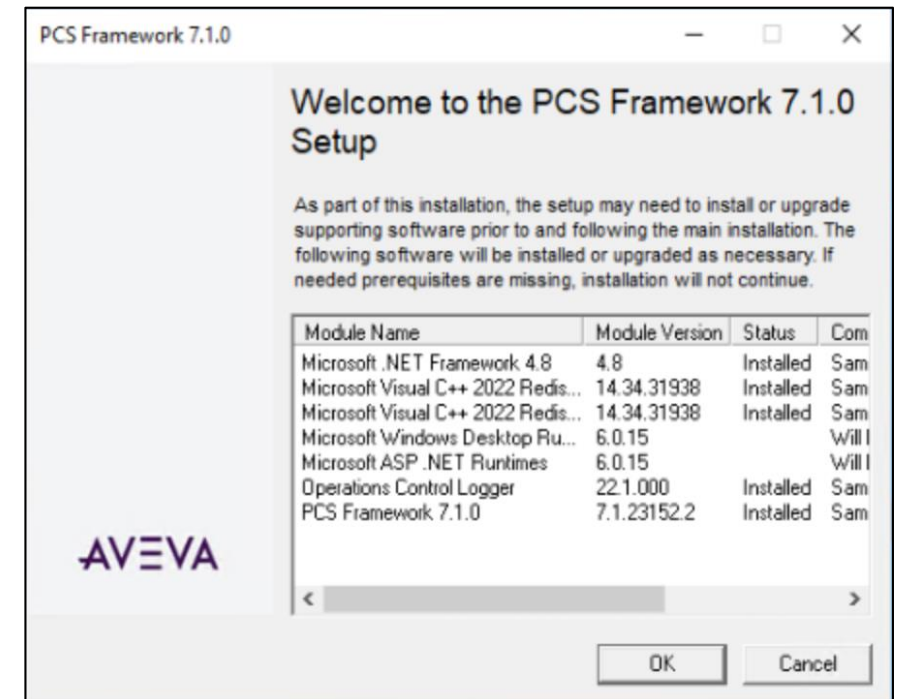 PCS Framework 7.1.0
Welcome to the PCS Framework 7.1.0
Setup
As part of this installation, the setup may need to install or upgrade
supporting software prior to and following the main installation. The
following software will be installed or upgraded as necessary. If
needed prerequisites are missing, installation will not continue.
Module Name Module Version Status Com
Microsoft .NET Framework 4.8 4.8 Installed Sam
Microsoft Visual C++ 2022 Redis... 14.34.31938 Installed Sam
Microsoft Visual C++ 2022 Redis... 14.34.31938 Installed Sam
Microsoft Windows Desktop Ru... 6.0.15 Will I
Microsoft ASP .NET Runtimes 6.0.15 Will I
Operations Control Logger 22.1.000 Installed Sam
PCS Framework 7.1.0 7.1.23152.2 Installed Sam
AVEVA
OK Cancel